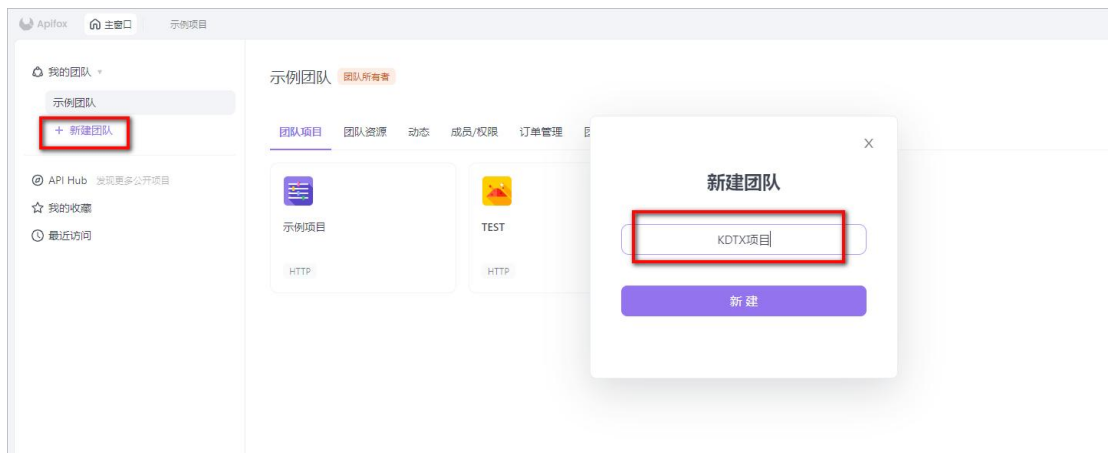 Apifox 主窗口 示例项目
我的团队
示例团队
+ 新建团队
API Hub 发现更多公开项目
我的收藏
最近访问
示例团队 团队所有者
团队项目 团队资源 动态 成员/权限 订单管理
示例项目
HTTP
TEST
HTTP
X
新建团队
KDTX项目
新建